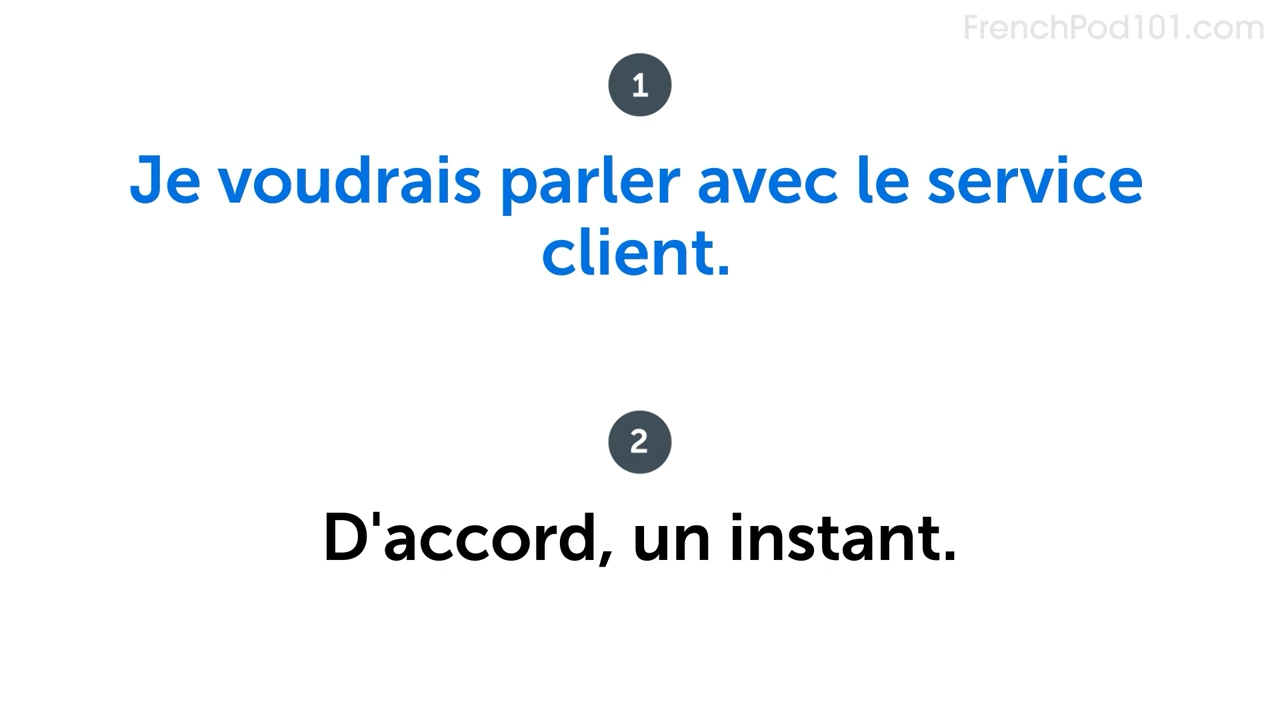 FrenchPod101.com
1
Je voudrais parler avec le service
client.
2
D'accord, un instant.